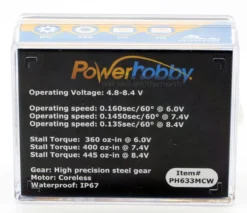 Powerhobby
Operating Voltage: 4.8-8.4 V
Operating speed: 0.160sec/60° @ 6.0V
Operating speed: 0.1450sec/60° @ 7.4V
Operating speed: 0.135sec/60° @ 8.4V
Stall Torque: 360 oz-in @ 6.0V
Stall Torque: 400 oz-in @ 7.4V
Stall Torque: 445 oz-in @ 8.4V
Gear: High precision steel gear
Motor: Coreless
Waterproof: IP67
Item#
PH633MCW